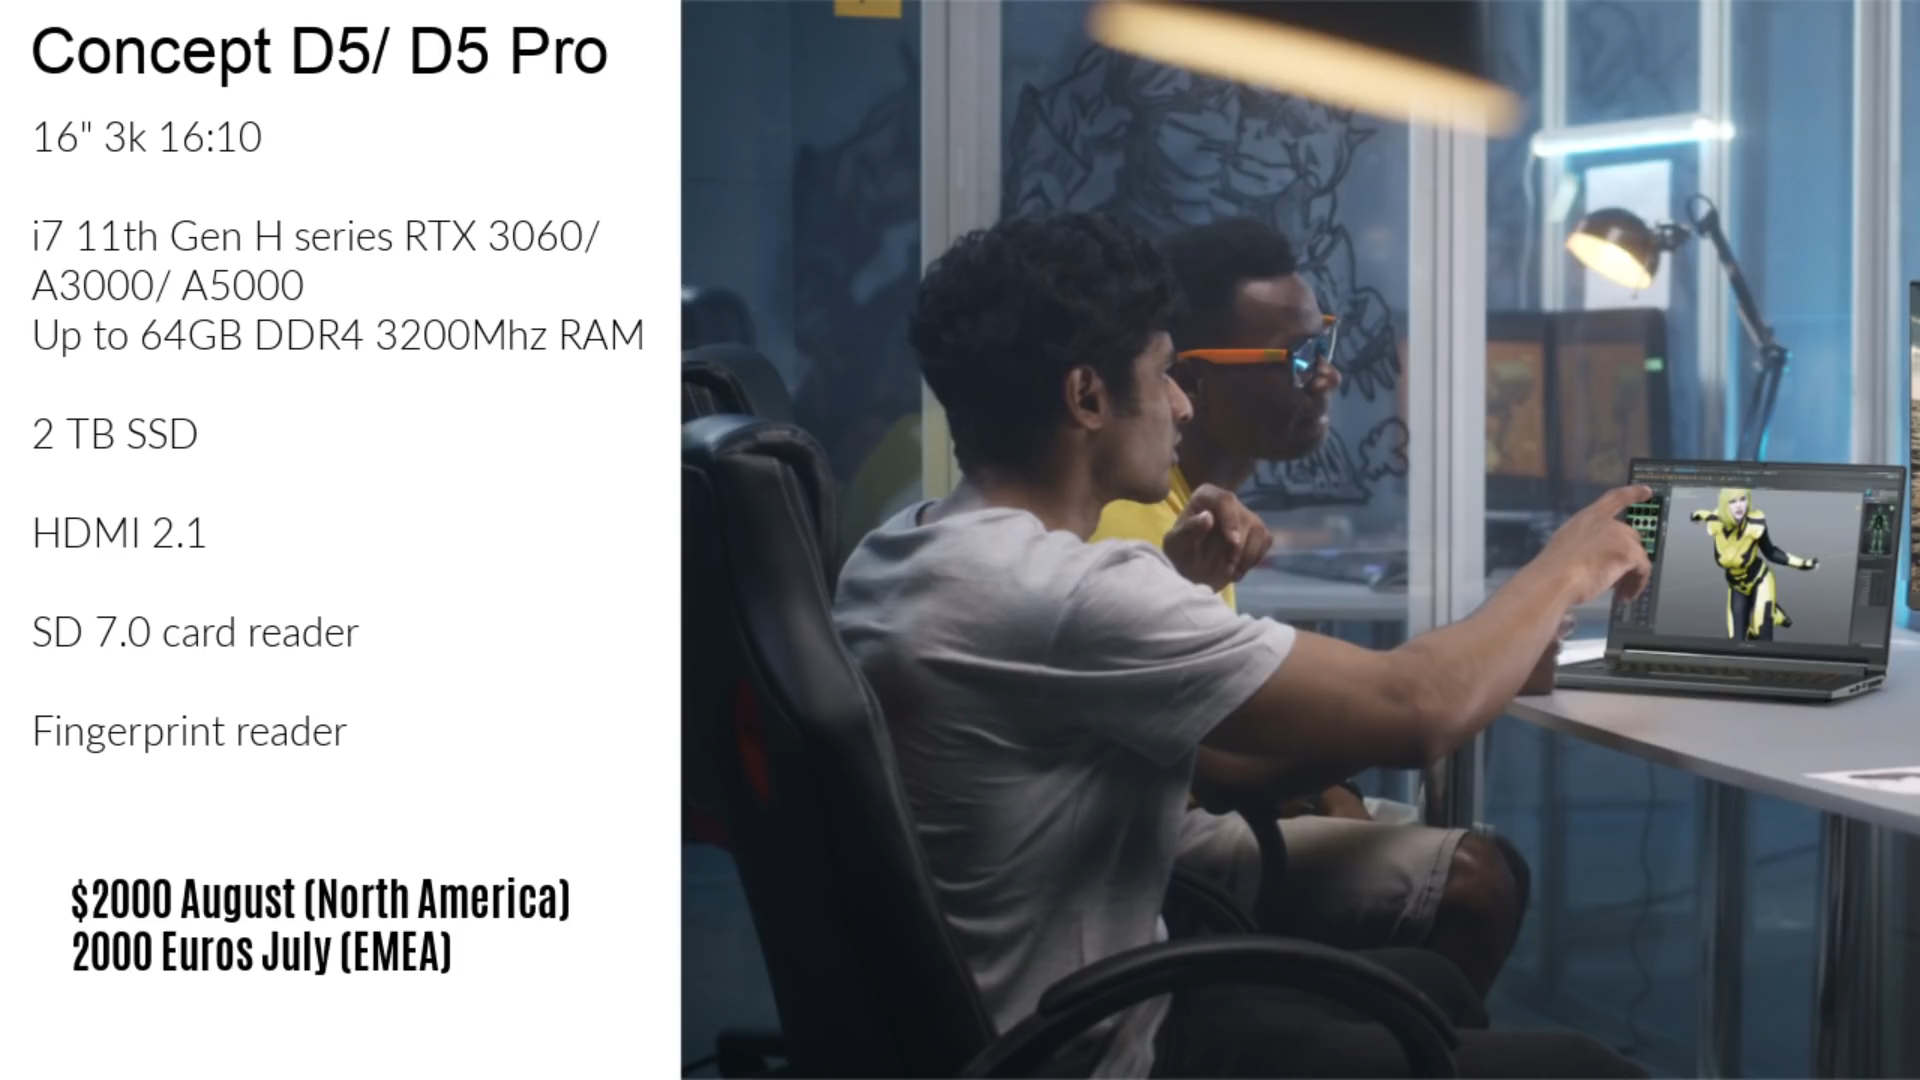 Concept D5/ D5 Pro
16" 3k 16:10
i7 11th Gen H series RTX 3060/
A3000/ A5000
Up to 64GB DDR4 3200Mhz RAM
2 TB SSD
HDMI 2.1
SD 7.0 card reader
Fingerprint reader
$2000 August (North America)
2000 Euros July (EMEA)